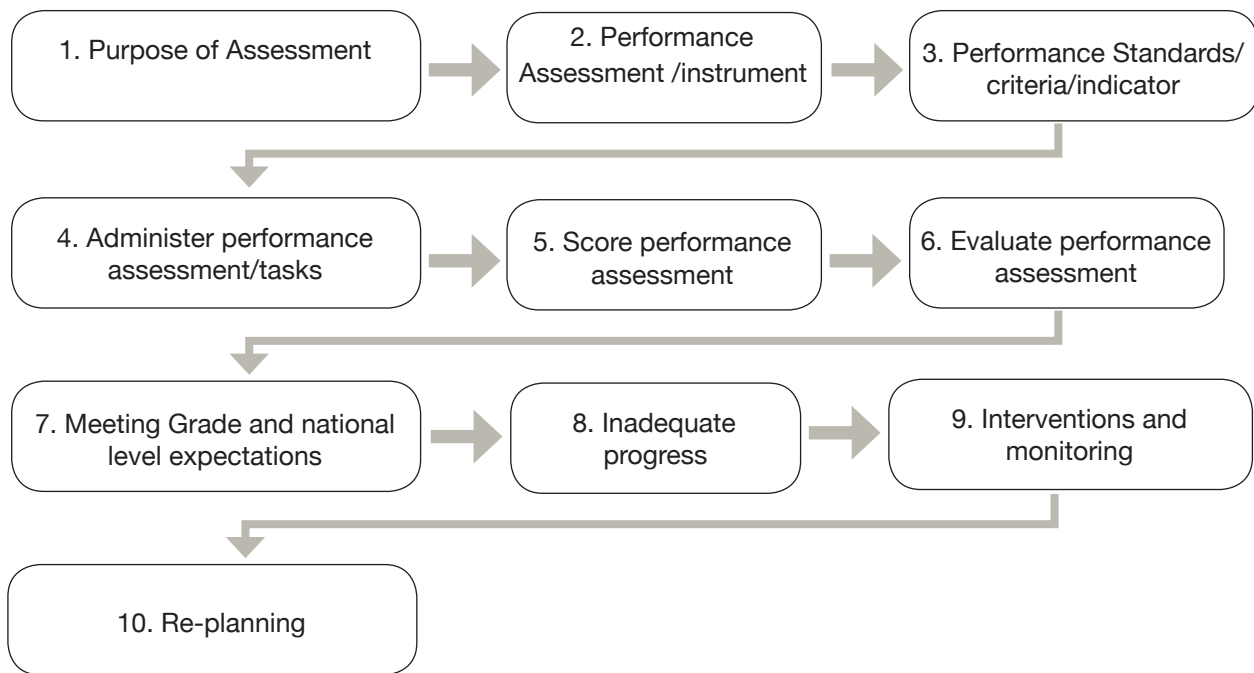 1. Purpose of Assessment
2. Performance
Assessment /instrument
3. Performance Standards/
criteria/indicator
4. Administer performance
assessment/tasks
5. Score performance
assessment
6. Evaluate performance
assessment
7. Meeting Grade and national
level expectations
8. Inadequate
progress
9. Interventions and
monitoring
10. Re-planning